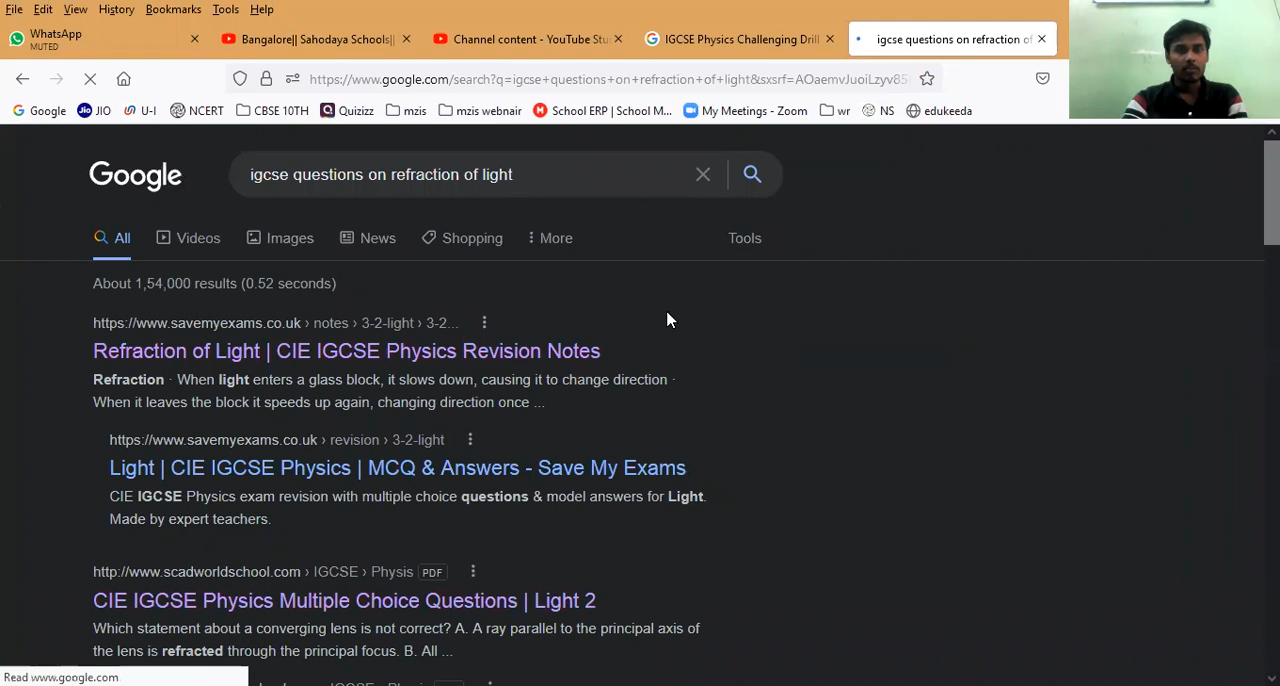 File Edit View History Bookmarks Tools Help
WhatsApp
MUTED
Bangalore|| Sahodaya Schools||
Channel content - YouTube Stu
IGCSE Physics Challenging Drill
igcse questions on refraction of
https://www.google.com/search?q=igcse+questions+on+refraction+of+light&sxsrf=AOaemvJuoiLzyv85
Google JIO U-I NCERT CBSE 10TH Quizizz mzis mzis webnair School ERP | School M... My Meetings - Zoom wr NS edukeeda
Google
igcse questions on refraction of light
All Videos Images News Shopping More Tools
About 1,54,000 results (0.52 seconds)
https://www.savemyexams.co.uk › notes › 3-2-light › 3-2...
Refraction of Light | CIE IGCSE Physics Revision Notes
Refraction · When light enters a glass block, it slows down, causing it to change direction ·
When it leaves the block it speeds up again, changing direction once ...
https://www.savemyexams.co.uk › revision › 3-2-light
Light | CIE IGCSE Physics | MCQ & Answers - Save My Exams
CIE IGCSE Physics exam revision with multiple choice questions & model answers for Light.
Made by expert teachers.
http://www.scadworldschool.com › IGCSE › Physis PDF
CIE IGCSE Physics Multiple Choice Questions | Light 2
Which statement about a converging lens is not correct? A. A ray parallel to the principal axis of
the lens is refracted through the principal focus. B. All ...
Read www.google.com